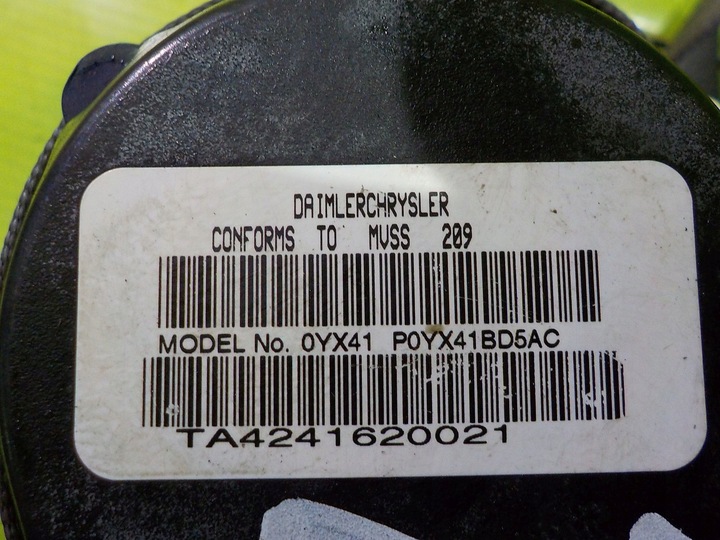 DAIMLERCHRYSLER
CONFORMS TO MVSS 209
MODEL No. 0YX41 P0YX41BD5AC
TA4241620021